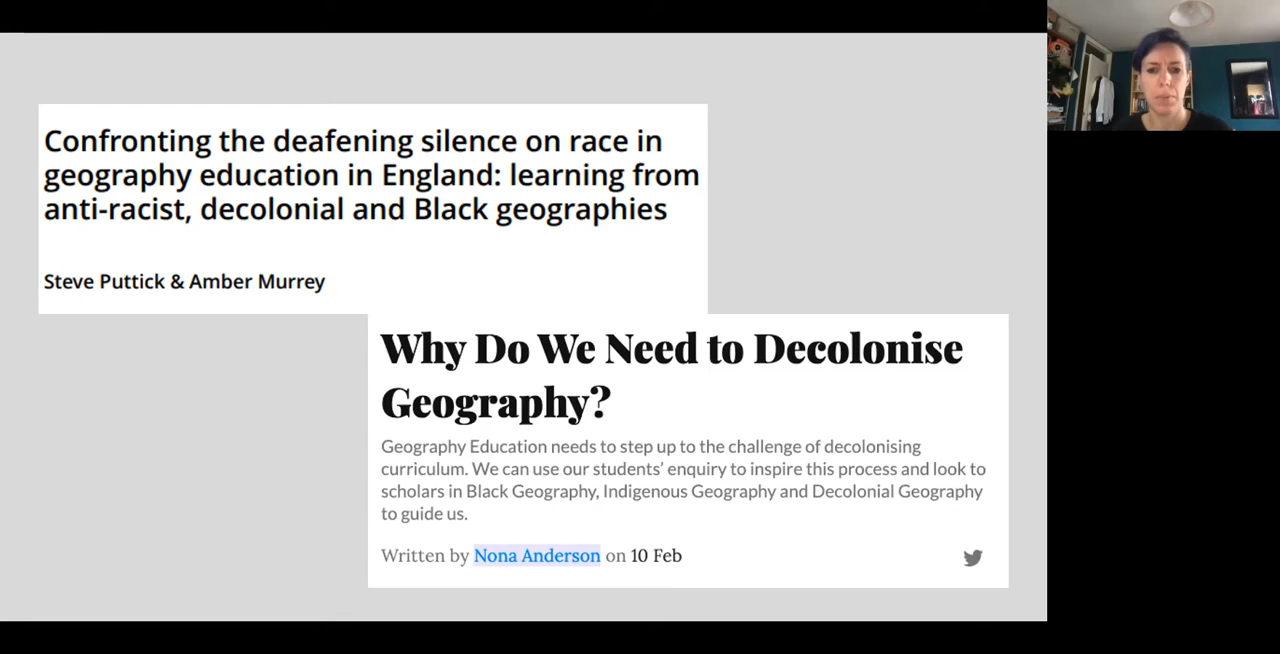 Confronting the deafening silence on race in
geography education in England: learning from
anti-racist, decolonial and Black geographies
Steve Puttick & Amber Murrey
Why Do We Need to Decolonise
Geography?
Geography Education needs to step up to the challenge of decolonising
curriculum. We can use our students’ enquiry to inspire this process and look to
scholars in Black Geography, Indigenous Geography and Decolonial Geography
to guide us.
Written by Nona Anderson on 10 Feb